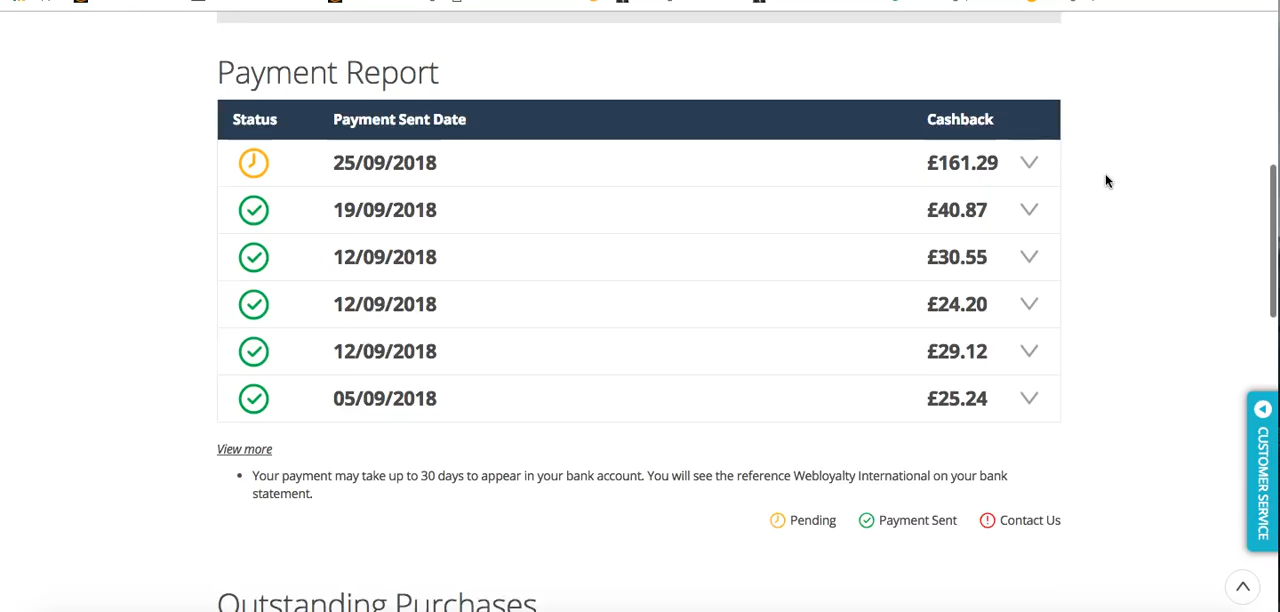 Payment Report
Status Payment Sent Date Cashback
25/09/2018 £161.29
19/09/2018 £40.87
12/09/2018 £30.55
12/09/2018 £24.20
12/09/2018 £29.12
05/09/2018 £25.24
View more
• Your payment may take up to 30 days to appear in your bank account. You will see the reference Webloyalty International on your bank
statement.
Pending Payment Sent Contact Us
CUSTOMER SERVICE
Outstanding Purchases